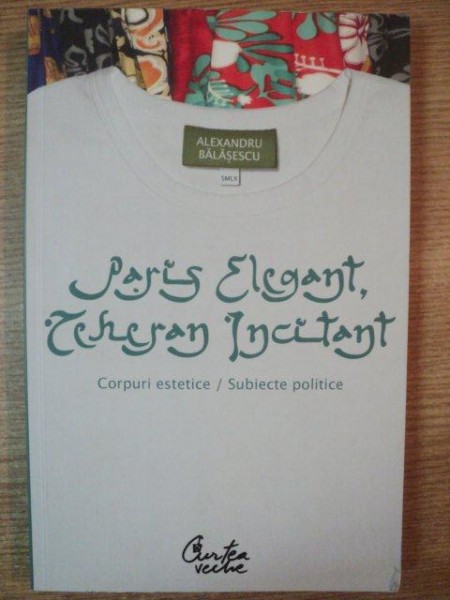 ALEXANDRU
BĂLĂȘESCU
SMLX
Paris Elegant,
Teheran Incitant
Corpuri estetice / Subiecte politice
Curtea
veche